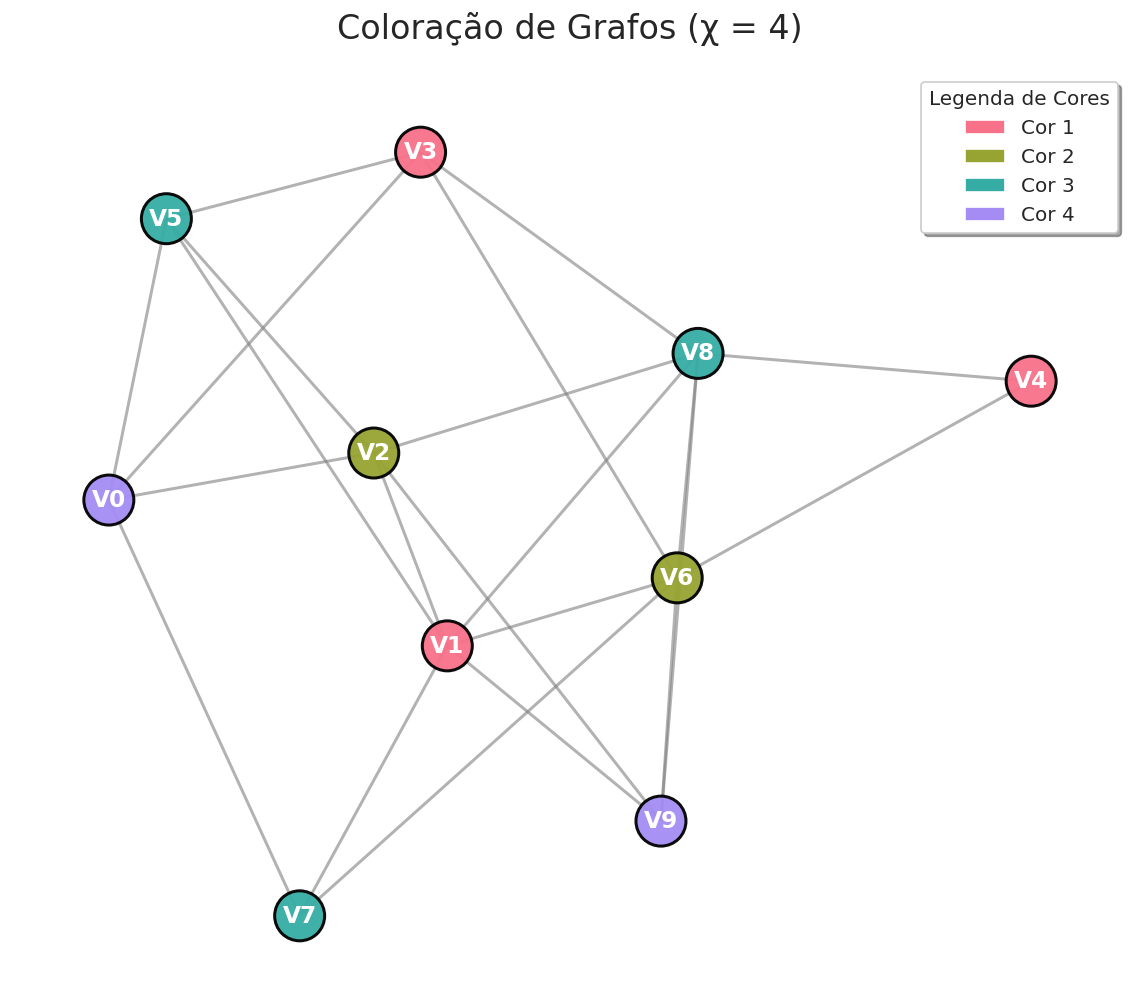 Coloração de Grafos (χ = 4)
Legenda de Cores
Cor 1
Cor 2
Cor 3
Cor 4
V3
V5
V8
V4
V2
V0
V6
V1
V9
V7